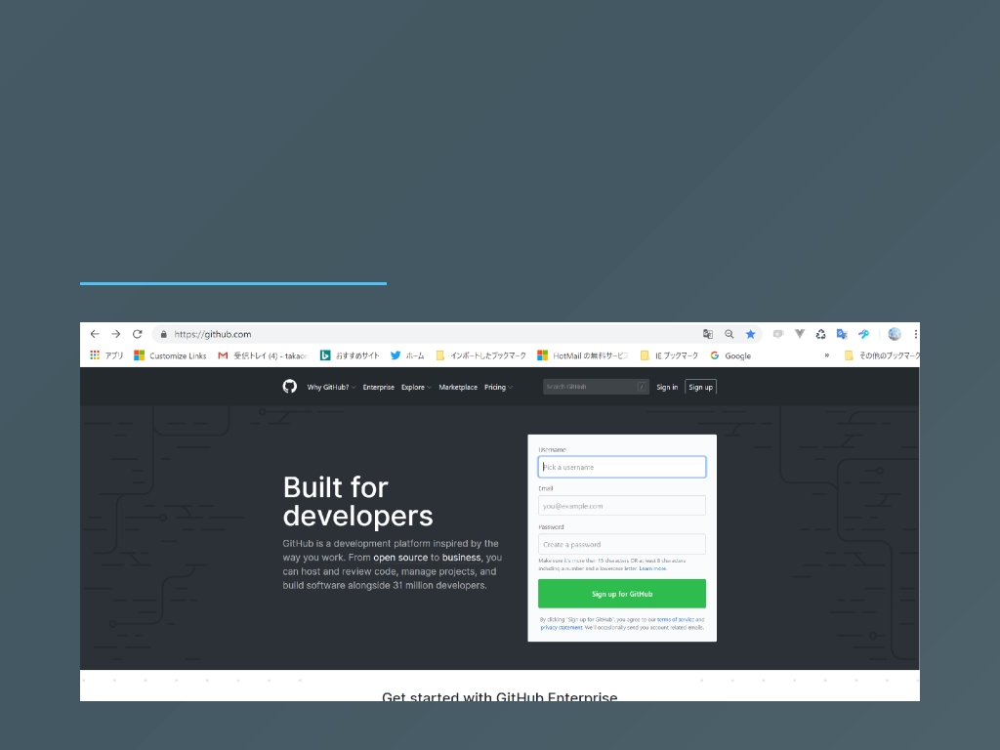 https://github.com
アプリ Customize Links 受信トレイ (4) - takao おすすめサイト ホーム インポートしたブックマーク HotMail の無料サービス IE ブックマーク Google » その他のブックマーク
Why GitHub? Enterprise Explore Marketplace Pricing Search GitHub / Sign in Sign up
Built for
developers
GitHub is a development platform inspired by the
way you work. From open source to business, you
can host and review code, manage projects, and
build software alongside 31 million developers.
Username
Pick a username
Email
you@example.com
Password
Create a password
Make sure it's more than 15 characters OR at least 8 characters
including a number and a lowercase letter. Learn more.
Sign up for GitHub
By clicking "Sign up for GitHub", you agree to our terms of service and
privacy statement. We'll occasionally send you account related emails.
Get started with GitHub Enterprise